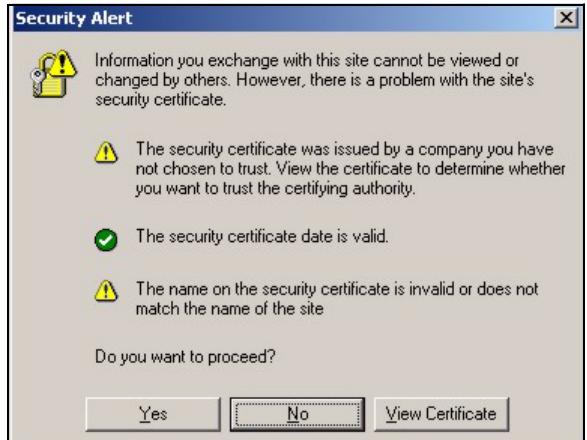 Security Alert
Information you exchange with this site cannot be viewed or
changed by others. However, there is a problem with the site's
security certificate.
The security certificate was issued by a company you have
not chosen to trust. View the certificate to determine whether
you want to trust the certifying authority.
The security certificate date is valid.
The name on the security certificate is invalid or does not
match the name of the site
Do you want to proceed?
Yes No View Certificate